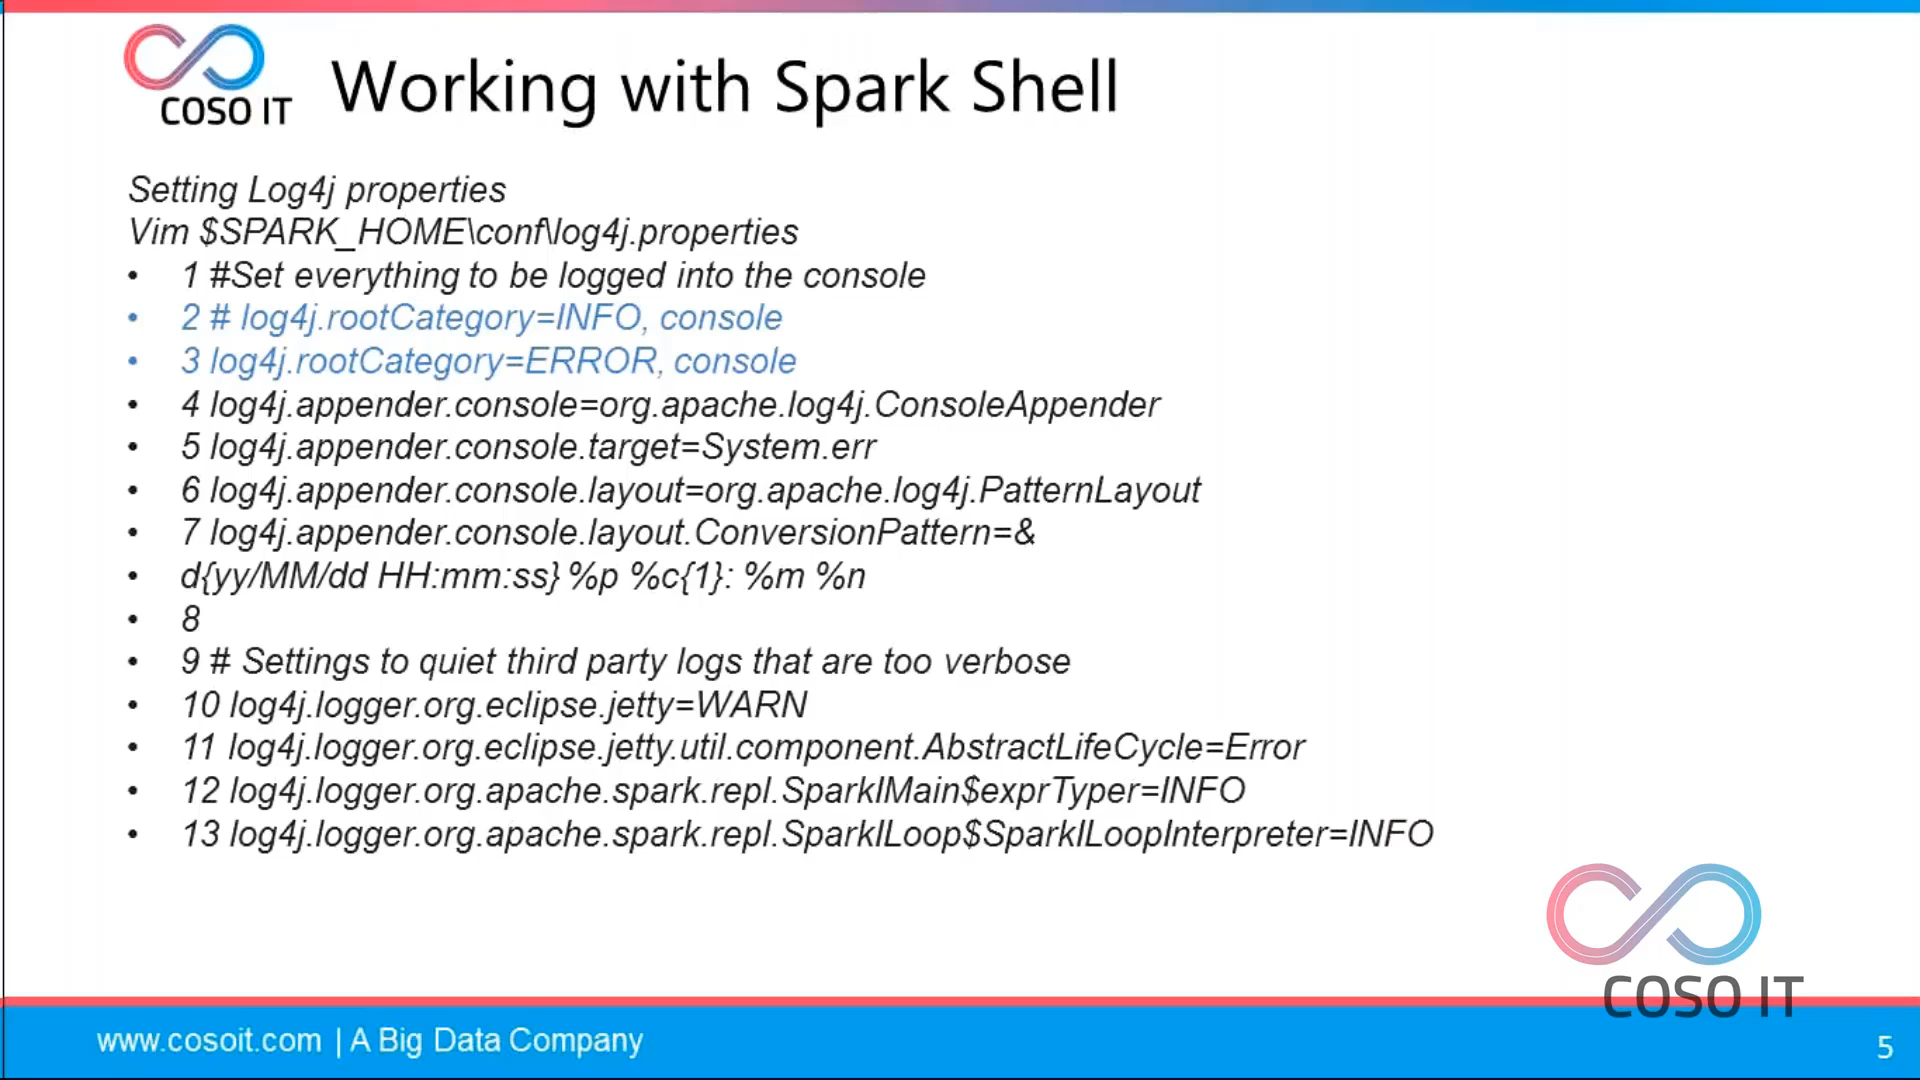 COSO IT
Working with Spark Shell
Setting Log4j properties
Vim $SPARK_HOME\conf\log4j.properties
• 1 #Set everything to be logged into the console
• 2 # log4j.rootCategory=INFO, console
• 3 log4j.rootCategory=ERROR, console
• 4 log4j.appender.console=org.apache.log4j.ConsoleAppender
• 5 log4j.appender.console.target=System.err
• 6 log4j.appender.console.layout=org.apache.log4j.PatternLayout
• 7 log4j.appender.console.layout.ConversionPattern=&
• d{yy/MM/dd HH:mm:ss} %p %c{1}: %m %n
• 8
• 9 # Settings to quiet third party logs that are too verbose
• 10 log4j.logger.org.eclipse.jetty=WARN
• 11 log4j.logger.org.eclipse.jetty.util.component.AbstractLifeCycle=Error
• 12 log4j.logger.org.apache.spark.repl.SparkIMain$exprTyper=INFO
• 13 log4j.logger.org.apache.spark.repl.SparkILoop$SparkILoopInterpreter=INFO
COSO IT
www.cosoit.com | A Big Data Company
5